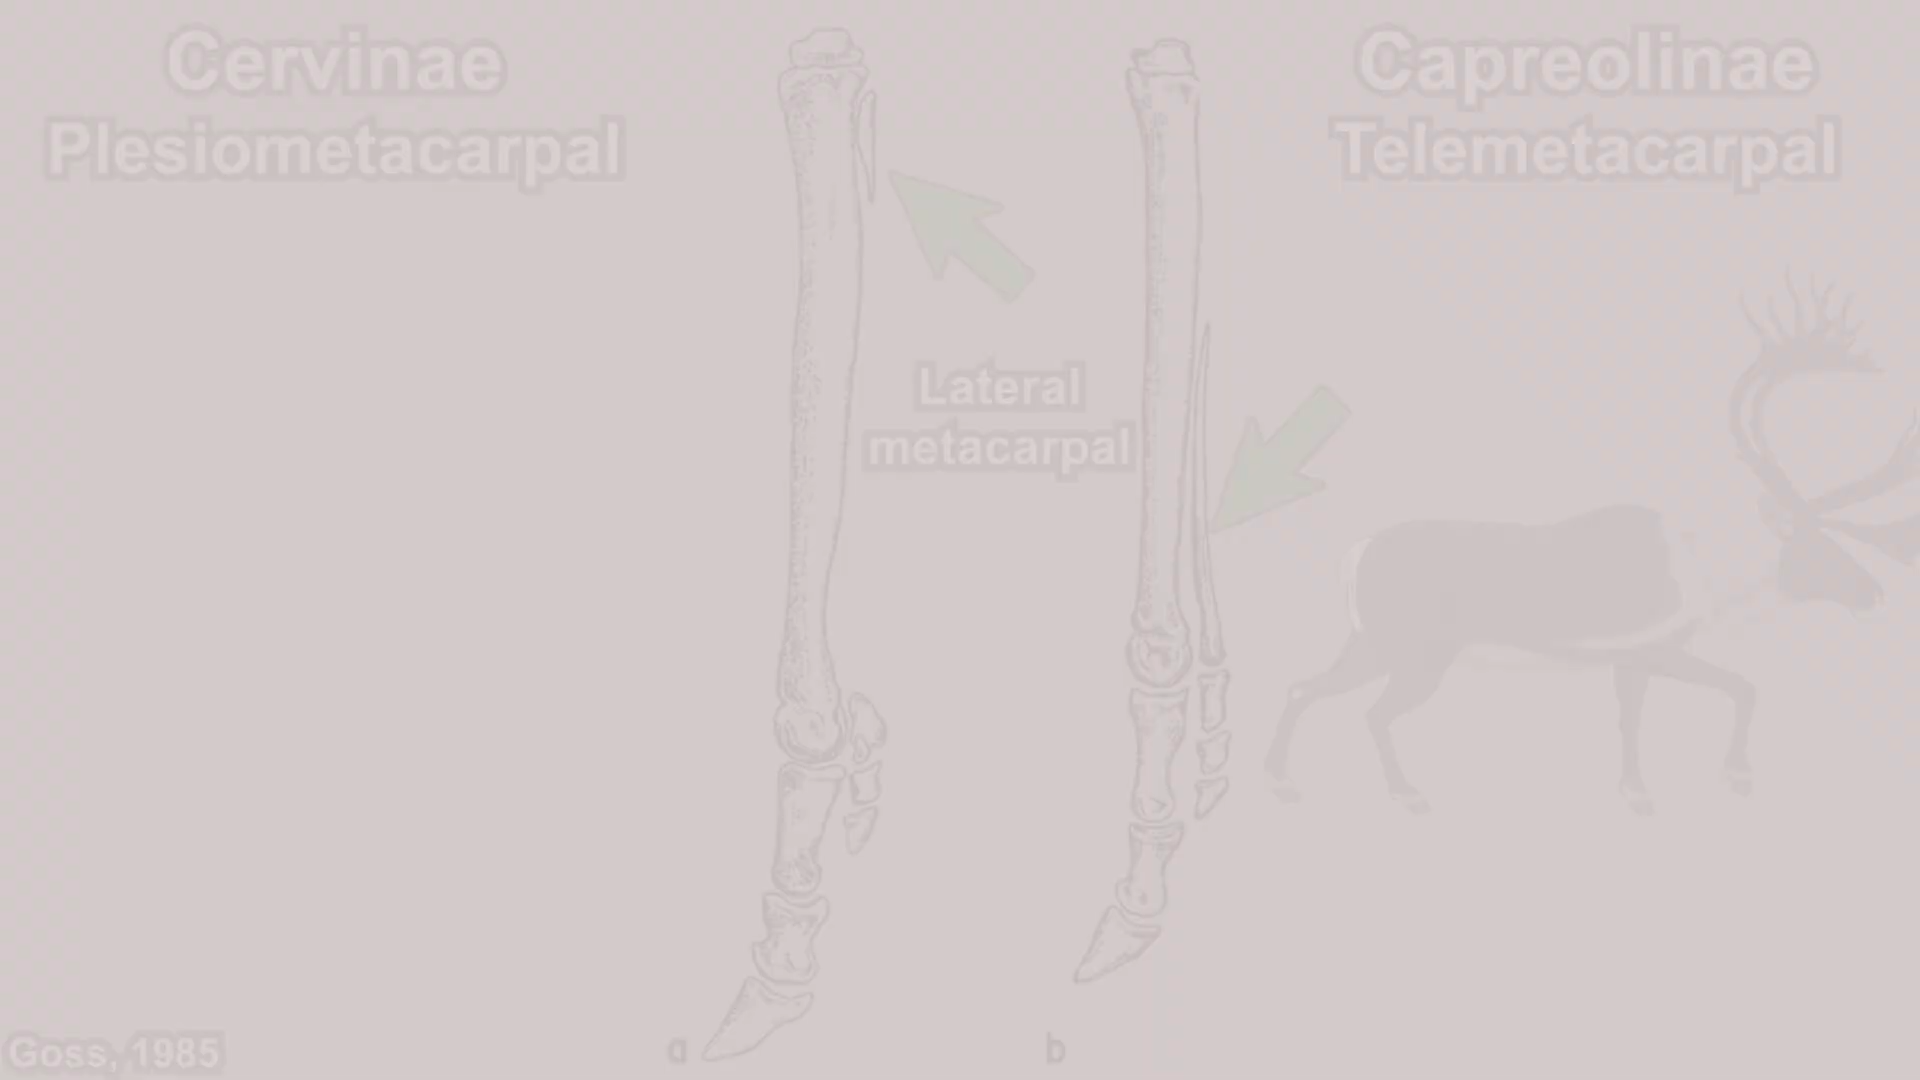 Cervinae
Plesiometacarpal
Capreolinae
Telemetacarpal
Lateral
metacarpal
Goss, 1985
a
b